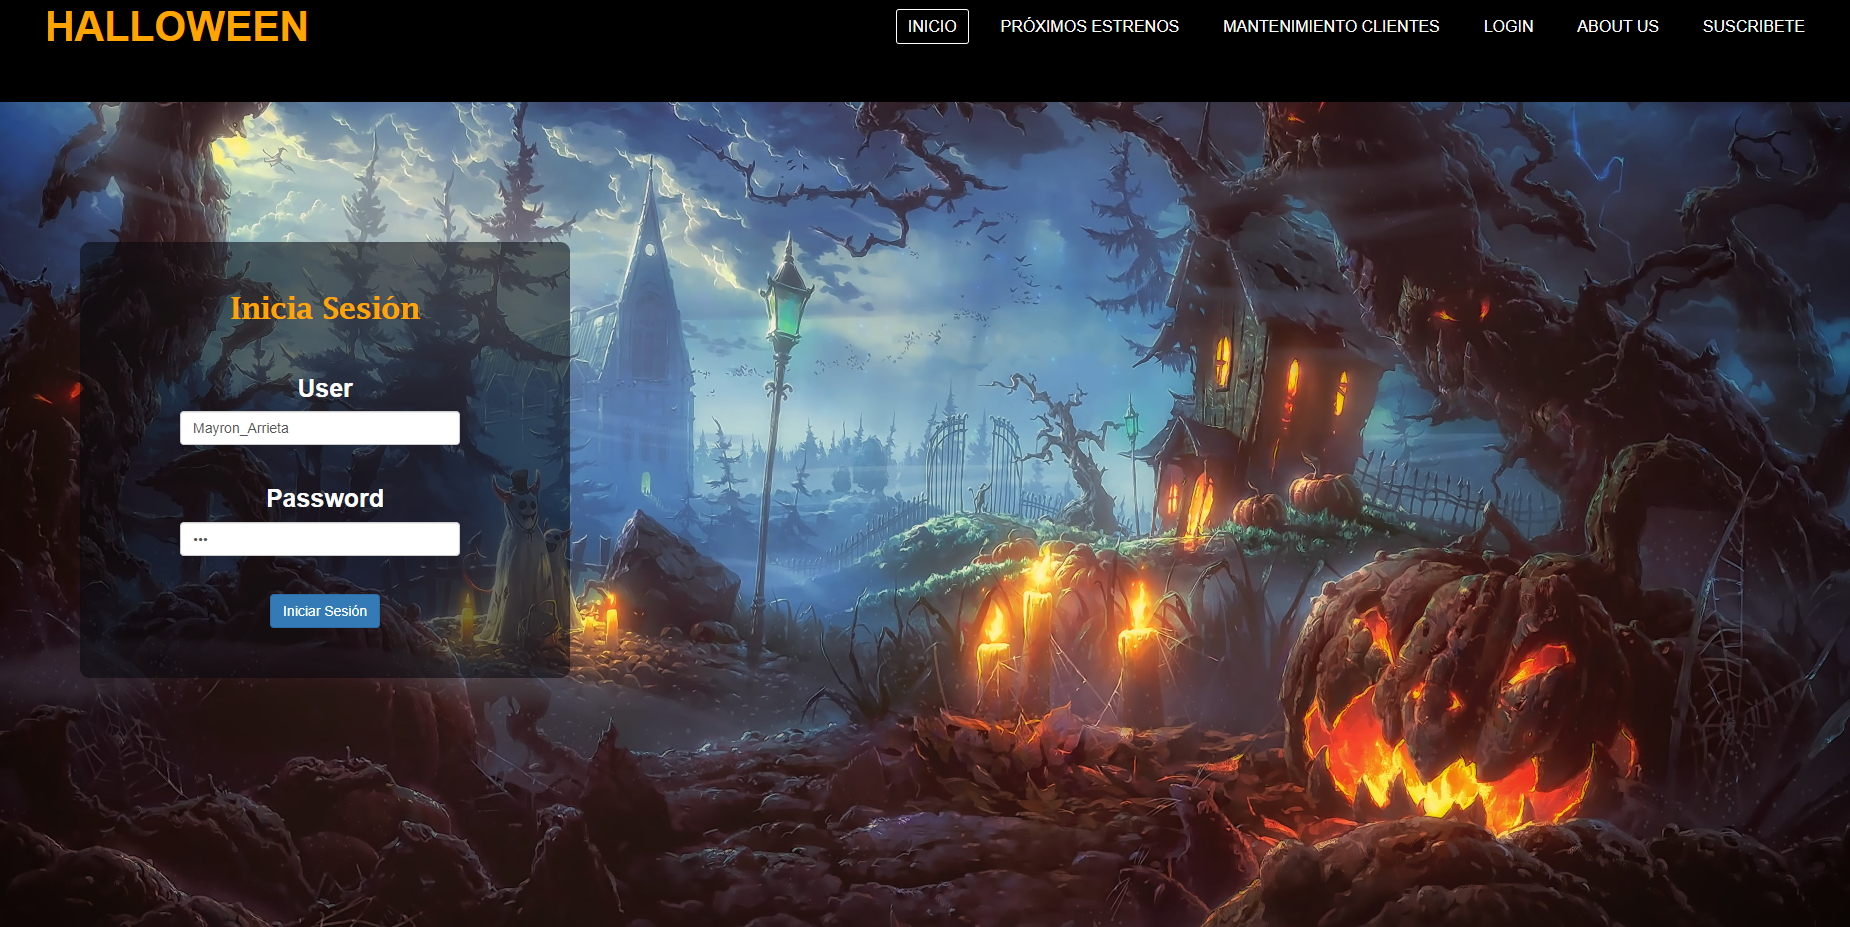 HALLOWEEN
INICIO PRÓXIMOS ESTRENOS MANTENIMIENTO CLIENTES LOGIN ABOUT US SUSCRIBETE
Inicia Sesión
User
Mayron_Arrieta
Password
•••
Iniciar Sesión